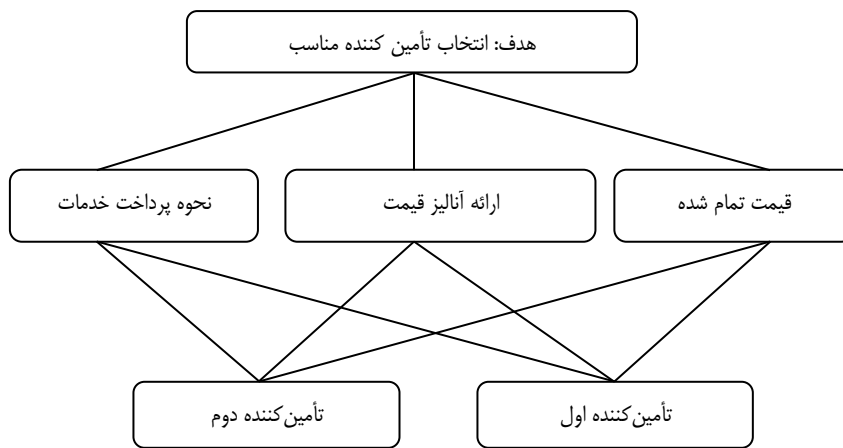 هدف: انتخاب تأمین کننده مناسب
قیمت تمام شده
ارائه آنالیز قیمت
نحوه پرداخت خدمات
تأمین‌کننده اول
تأمین‌کننده دوم